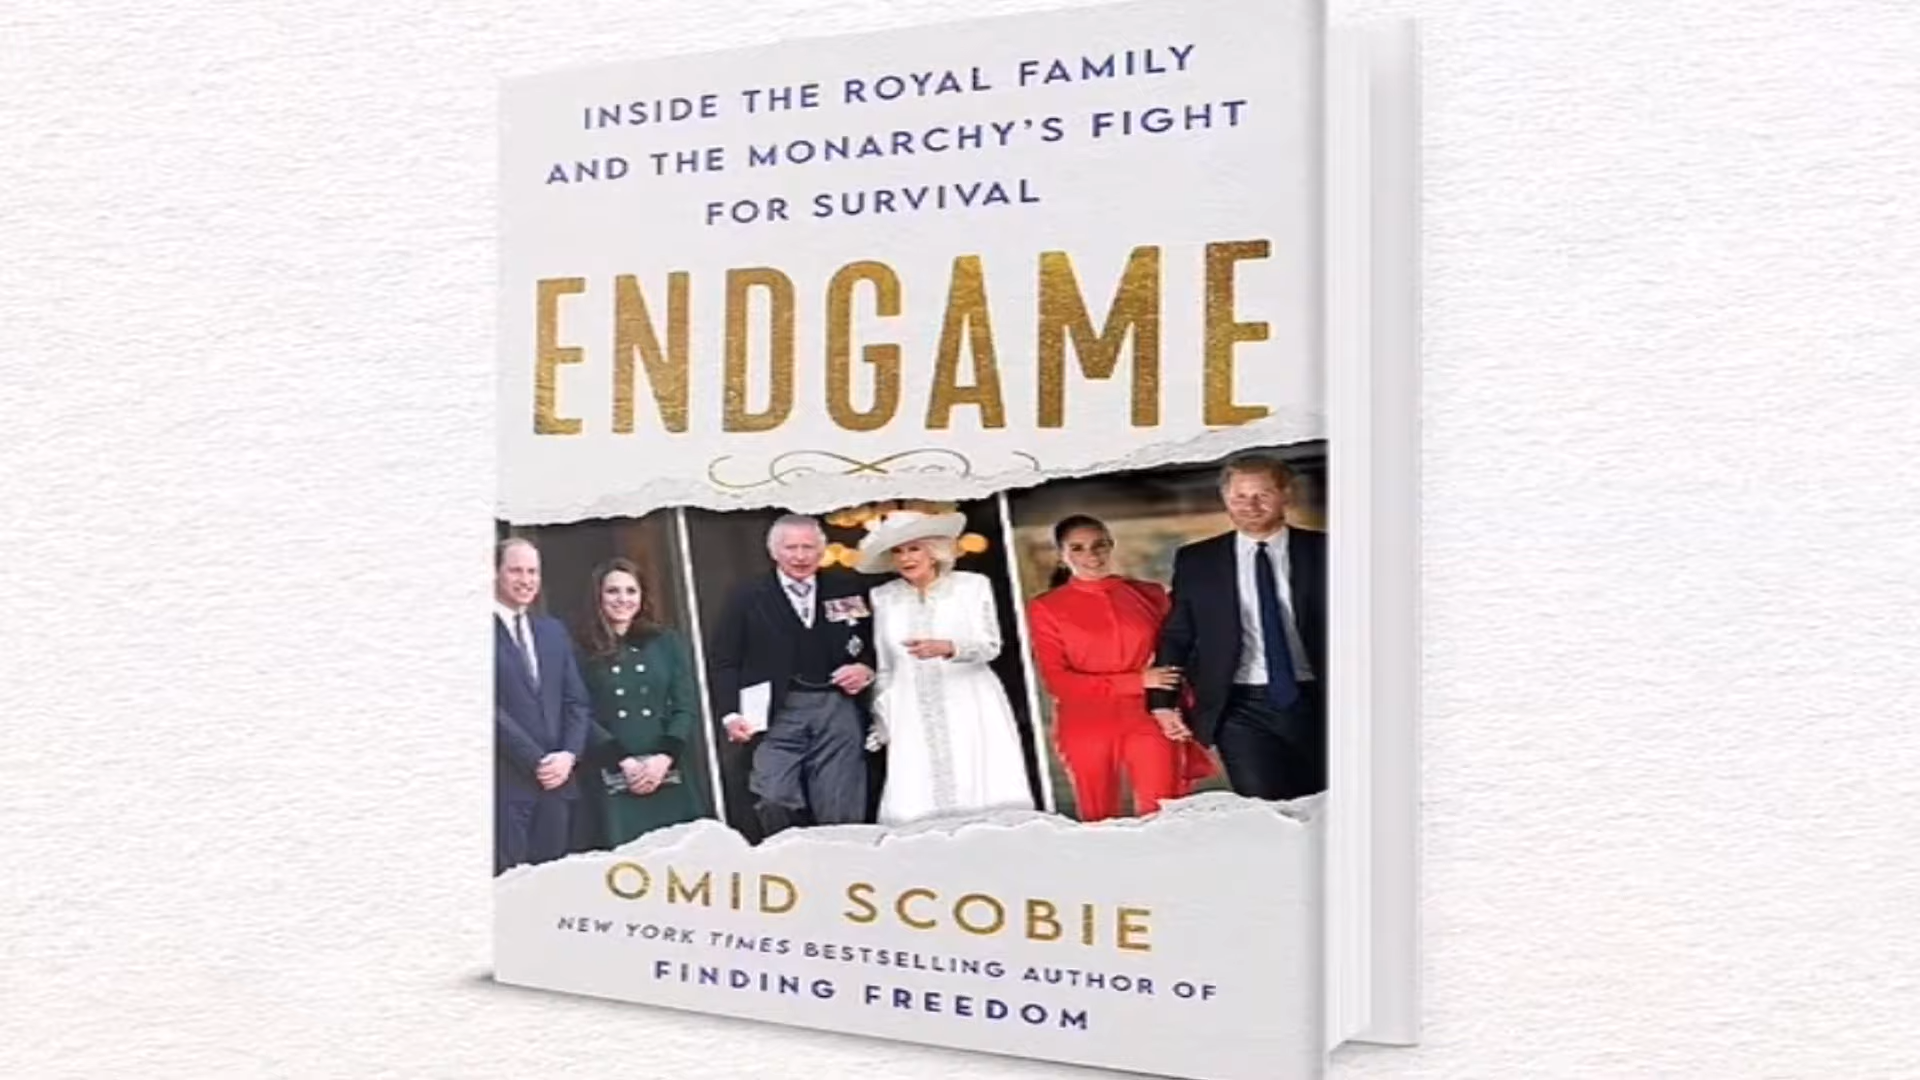 INSIDE THE ROYAL FAMILY
AND THE MONARCHY'S FIGHT
FOR SURVIVAL
ENDGAME
OMID SCOBIE
NEW YORK TIMES BESTSELLING AUTHOR OF
FINDING FREEDOM